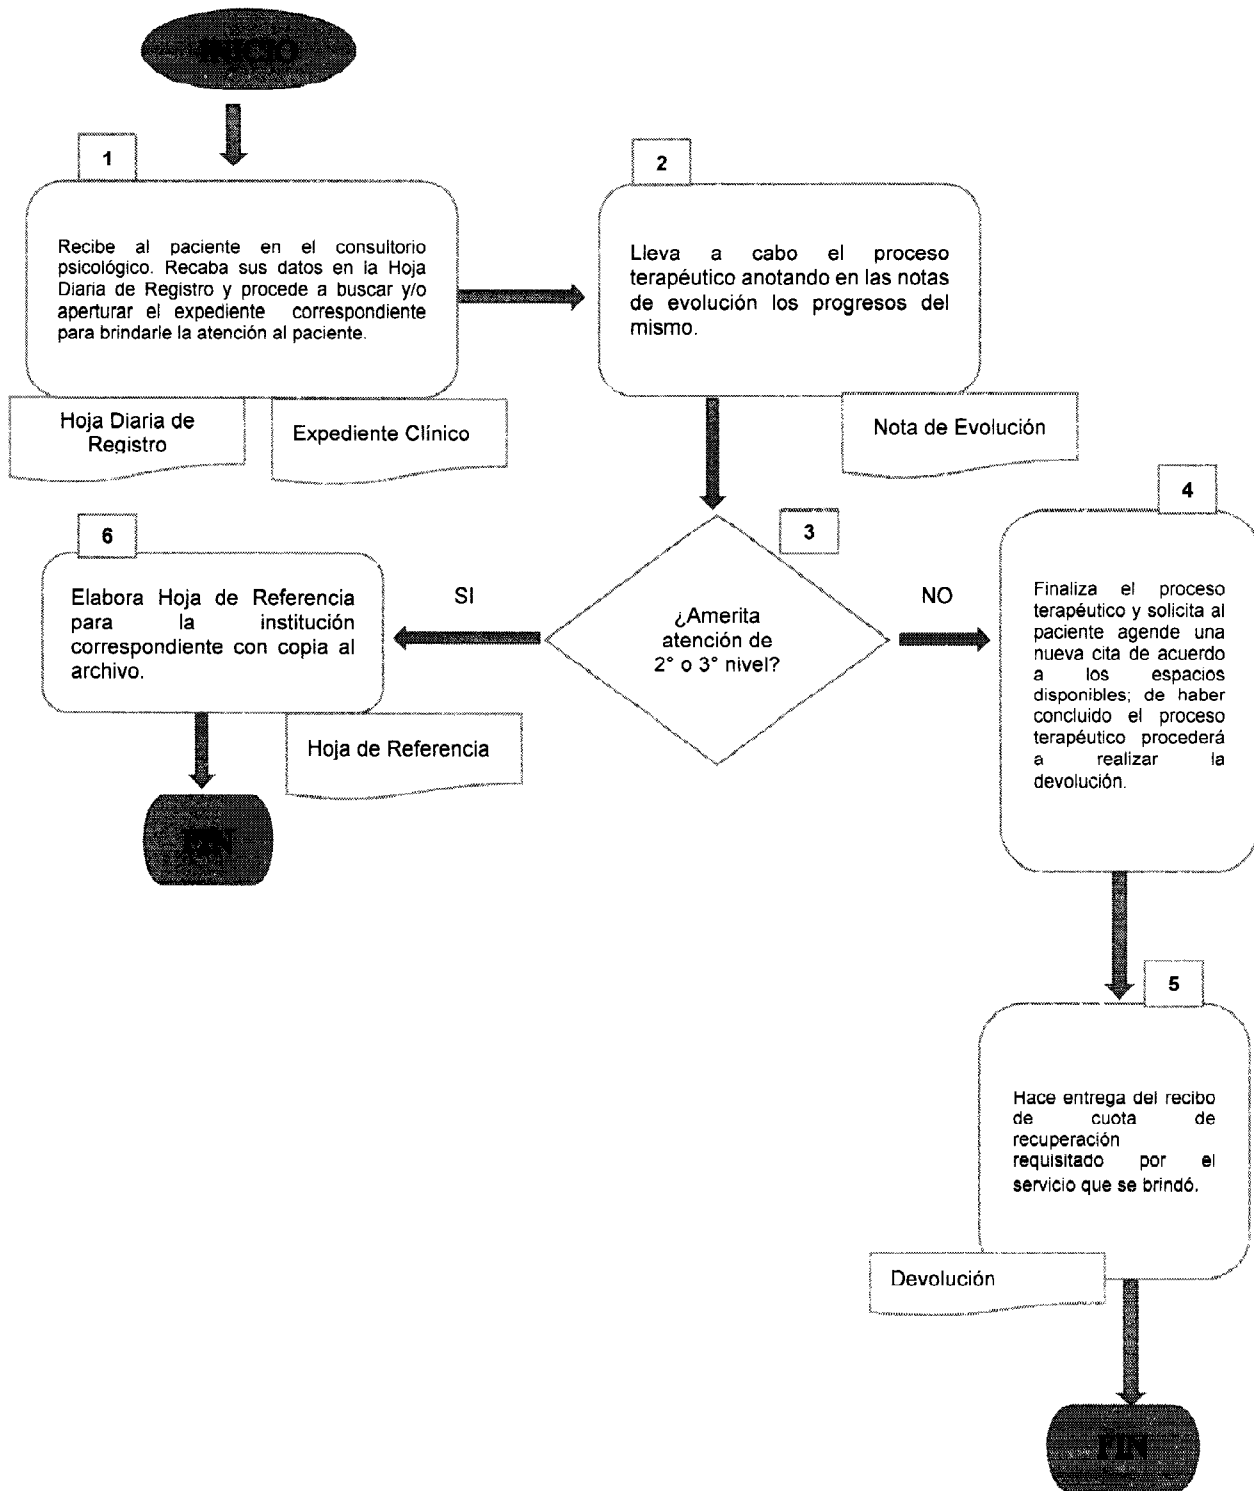 INICIO
1
Recibe al paciente en el consultorio
psicológico. Recaba sus datos en la Hoja
Diaria de Registro y procede a buscar y/o
aperturar el expediente correspondiente
para brindarle la atención al paciente.
Hoja Diaria de
Registro
Expediente Clínico
2
Lleva a cabo el proceso
terapéutico anotando en las notas
de evolución los progresos del
mismo.
Nota de Evolución
3
¿Amerita
atención de
2° o 3° nivel?
SI
NO
4
Finaliza el proceso
terapéutico y solicita al
paciente agende una
nueva cita de acuerdo
a los espacios
disponibles; de haber
concluido el proceso
terapéutico procederá
a realizar la
devolución.
5
Hace entrega del recibo
de cuota de
recuperación
requisitado por el
servicio que se brindó.
Devolución
FIN
6
Elabora Hoja de Referencia
para la institución
correspondiente con copia al
archivo.
Hoja de Referencia
FIN